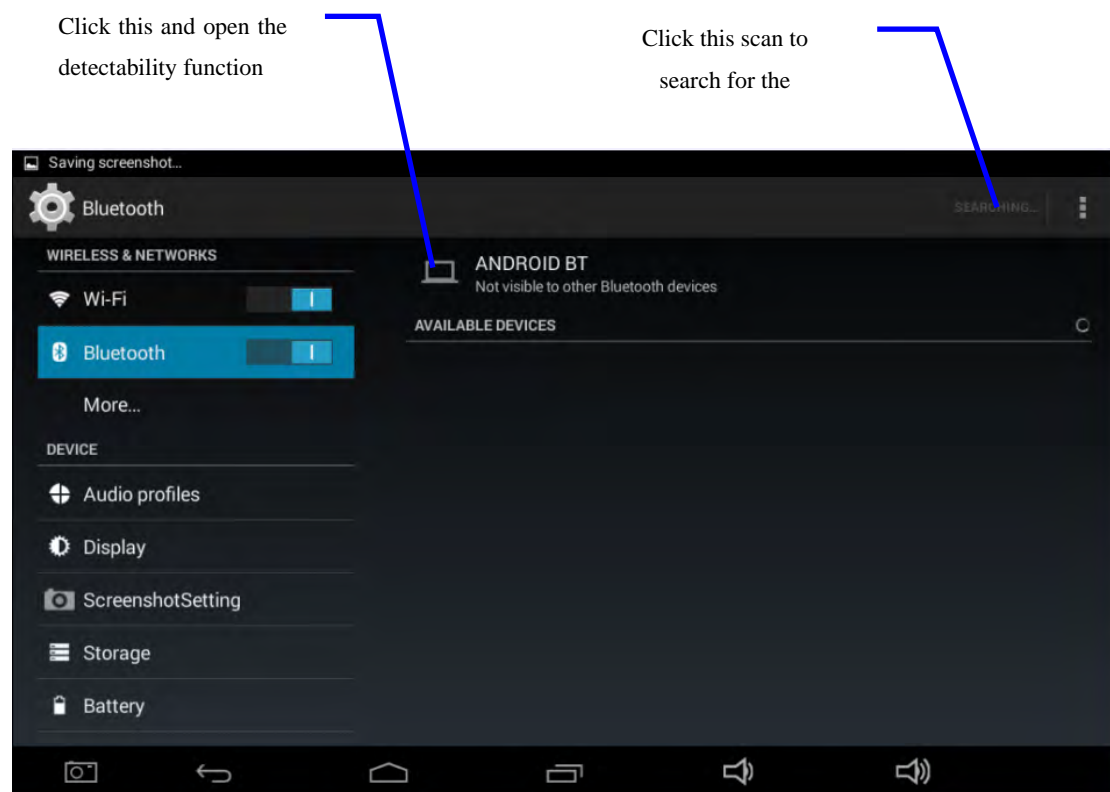 Click this and open the
detectability function
Click this scan to
search for the
Saving screenshot...
Bluetooth
SEARCHING...
WIRELESS & NETWORKS
Wi-Fi
Bluetooth
More...
DEVICE
Audio profiles
Display
ScreenshotSetting
Storage
Battery
ANDROID BT
Not visible to other Bluetooth devices
AVAILABLE DEVICES